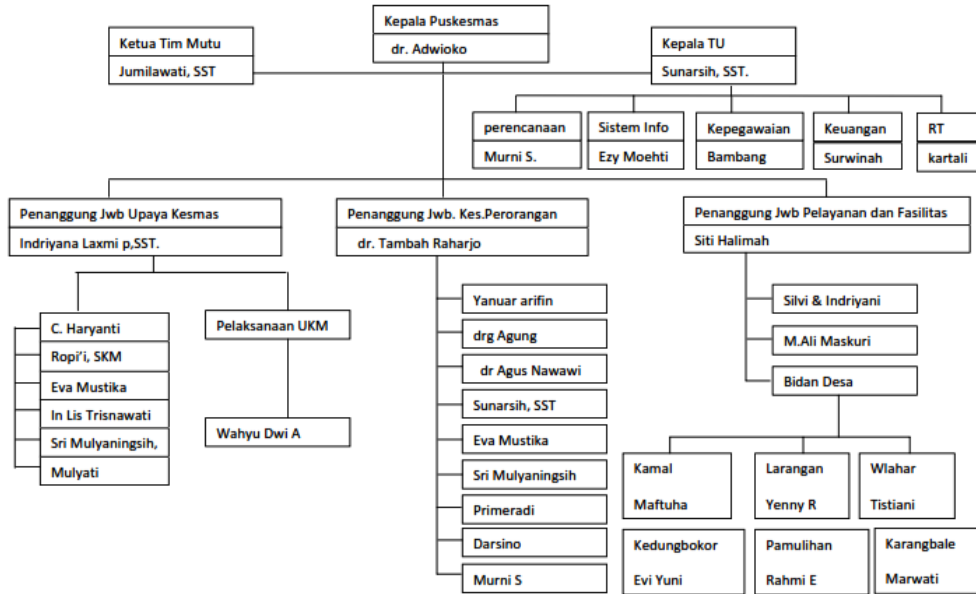 Kepala Puskesmas
dr. Adwioko
Ketua Tim Mutu
Jumilawati, SST
Kepala TU
Sunarsih, SST.
perencanaan
Murni S.
Sistem Info
Ezy Moehti
Kepegawaian
Bambang
Keuangan
Surwinah
RT
kartali
Penanggung Jwb Upaya Kesmas
Indriyana Laxmi p,SST.
Penanggung Jwb. Kes.Perorangan
dr. Tambah Raharjo
Penanggung Jwb Pelayanan dan Fasilitas
Siti Halimah
C. Haryanti
Ropi'i, SKM
Eva Mustika
In Lis Trisnawati
Sri Mulyaningsih,
Mulyati
Pelaksanaan UKM
Wahyu Dwi A
Yanuar arifin
drg Agung
dr Agus Nawawi
Sunarsih, SST
Eva Mustika
Sri Mulyaningsih
Primeradi
Darsino
Murni S
Silvi & Indriyani
M.Ali Maskuri
Bidan Desa
Kamal
Maftuha
Larangan
Yenny R
Wlahar
Tistiani
Kedungbokor
Evi Yuni
Pamulihan
Rahmi E
Karangbale
Marwati